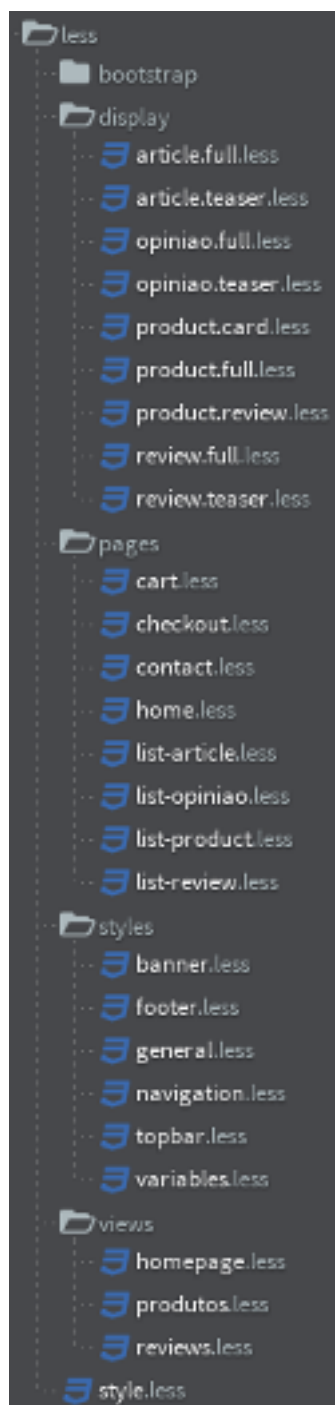 less
bootstrap
display
article.full.less
article.teaser.less
opiniao.full.less
opiniao.teaser.less
product.card.less
product.full.less
product.review.less
review.full.less
review.teaser.less
pages
cart.less
checkout.less
contact.less
home.less
list-article.less
list-opiniao.less
list-product.less
list-review.less
styles
banner.less
footer.less
general.less
navigation.less
topbar.less
variables.less
views
homepage.less
produtos.less
reviews.less
style.less